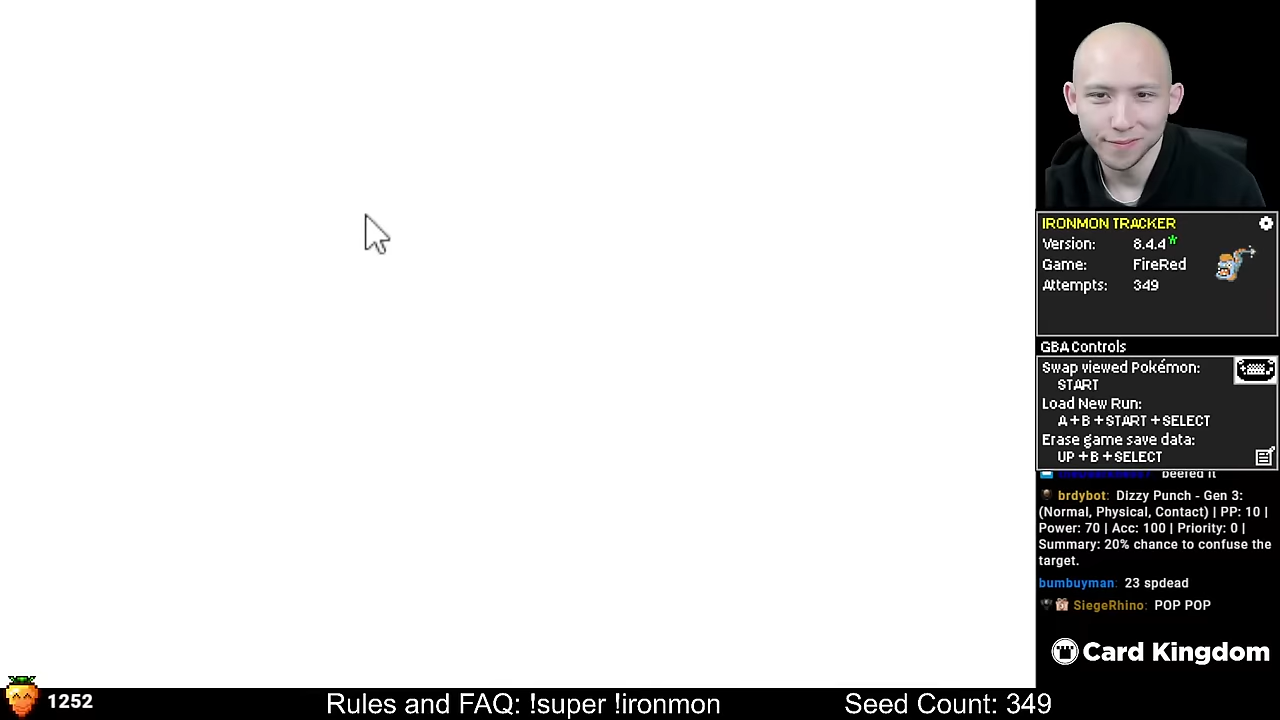 IRONMON TRACKER
Version: 8.4.4*
Game: FireRed
Attempts: 349
GBA Controls
Swap viewed Pokémon:
START
Load New Run:
A + B + START + SELECT
Erase game save data:
UP + B + SELECT
beefed it
brdybot: Dizzy Punch - Gen 3:
(Normal, Physical, Contact) | PP: 10 |
Power: 70 | Acc: 100 | Priority: 0 |
Summary: 20% chance to confuse the
target.
bumbuyman: 23 spdead
SiegeRhino: POP POP
Card Kingdom
1252
Rules and FAQ: !super !ironmon
Seed Count: 349